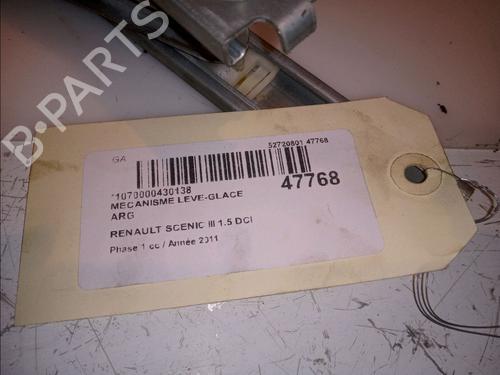 B-PARTS
GA
52720801 47768
*1070000430138
47768
MECANISME LEVE-GLACE
ARG
RENAULT SCENIC III 1.5 DCI
Phase 1 cc / Année 2011